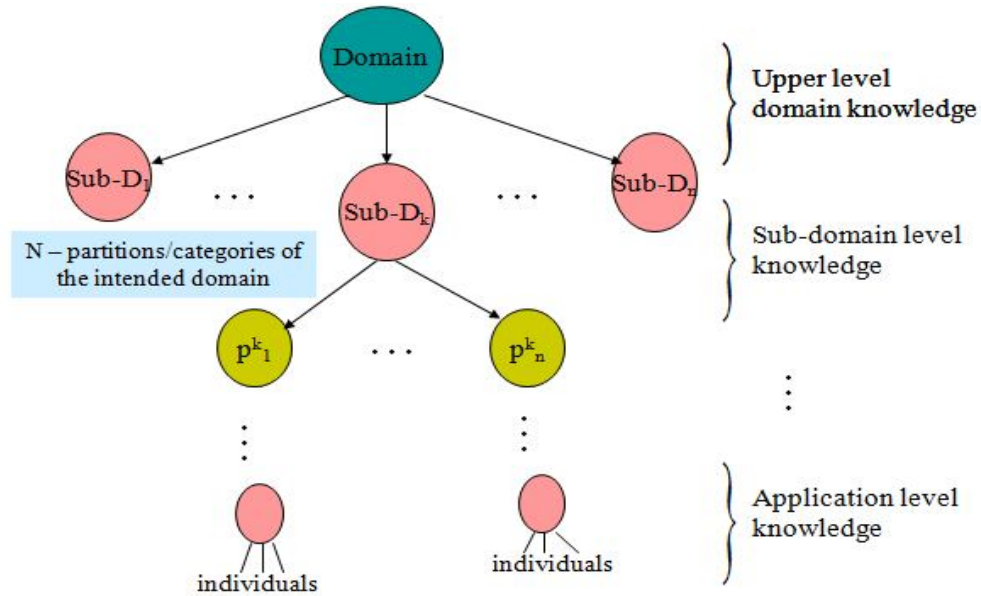 Domain
Upper level
domain knowledge
Sub-D₁
. . .
Sub-Dₖ
. . .
Sub-Dₙ
N – partitions/categories of
the intended domain
Sub-domain level
knowledge
pᵏ₁
. . .
pᵏₙ
Application level
knowledge
individuals
individuals